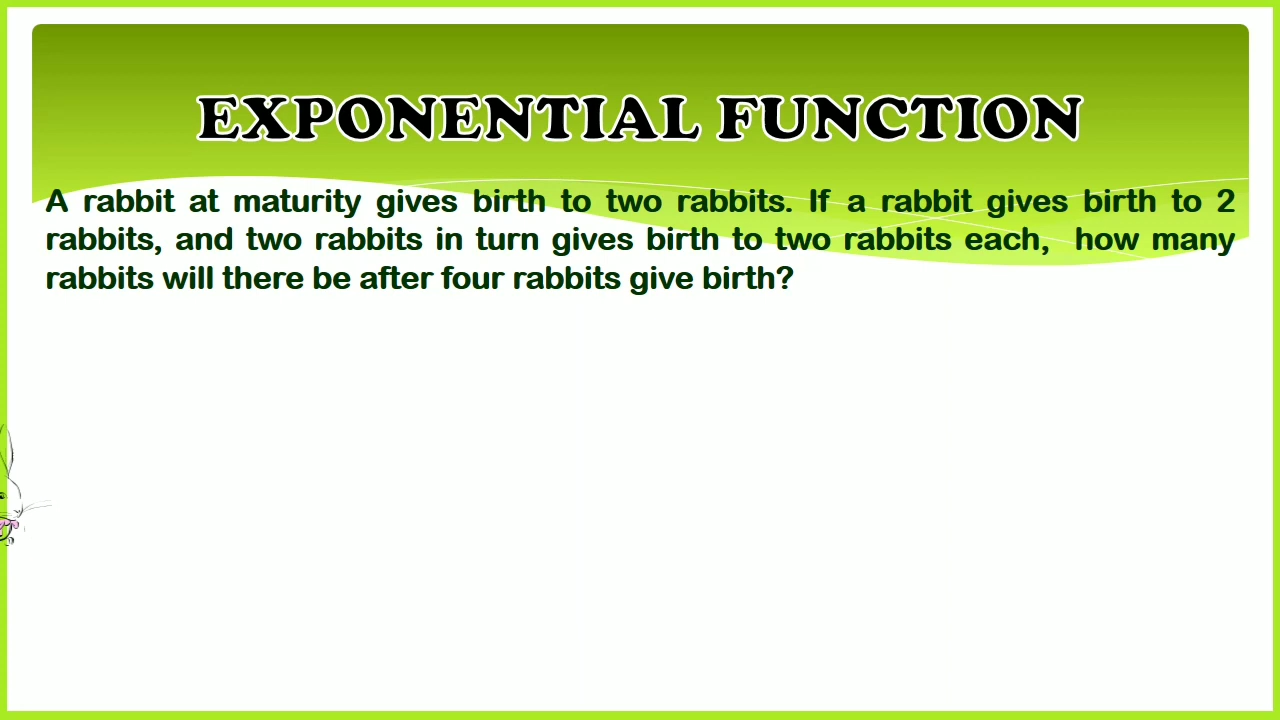 EXPONENTIAL FUNCTION
A rabbit at maturity gives birth to two rabbits. If a rabbit gives birth to 2
rabbits, and two rabbits in turn gives birth to two rabbits each, how many
rabbits will there be after four rabbits give birth?